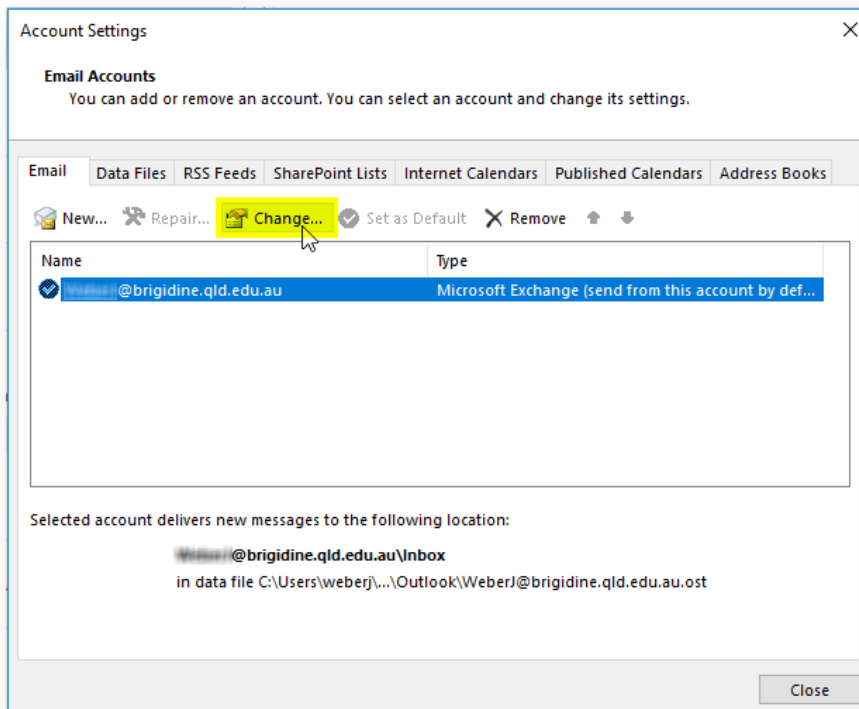 Account Settings
Email Accounts
You can add or remove an account. You can select an account and change its settings.
Email Data Files RSS Feeds SharePoint Lists Internet Calendars Published Calendars Address Books
New... Repair... Change... Set as Default Remove
Name Type
@brigidine.qld.edu.au Microsoft Exchange (send from this account by def...
Selected account delivers new messages to the following location:
@brigidine.qld.edu.au\Inbox
in data file C:\Users\weberj\...\Outlook\WeberJ@brigidine.qld.edu.au.ost
Close